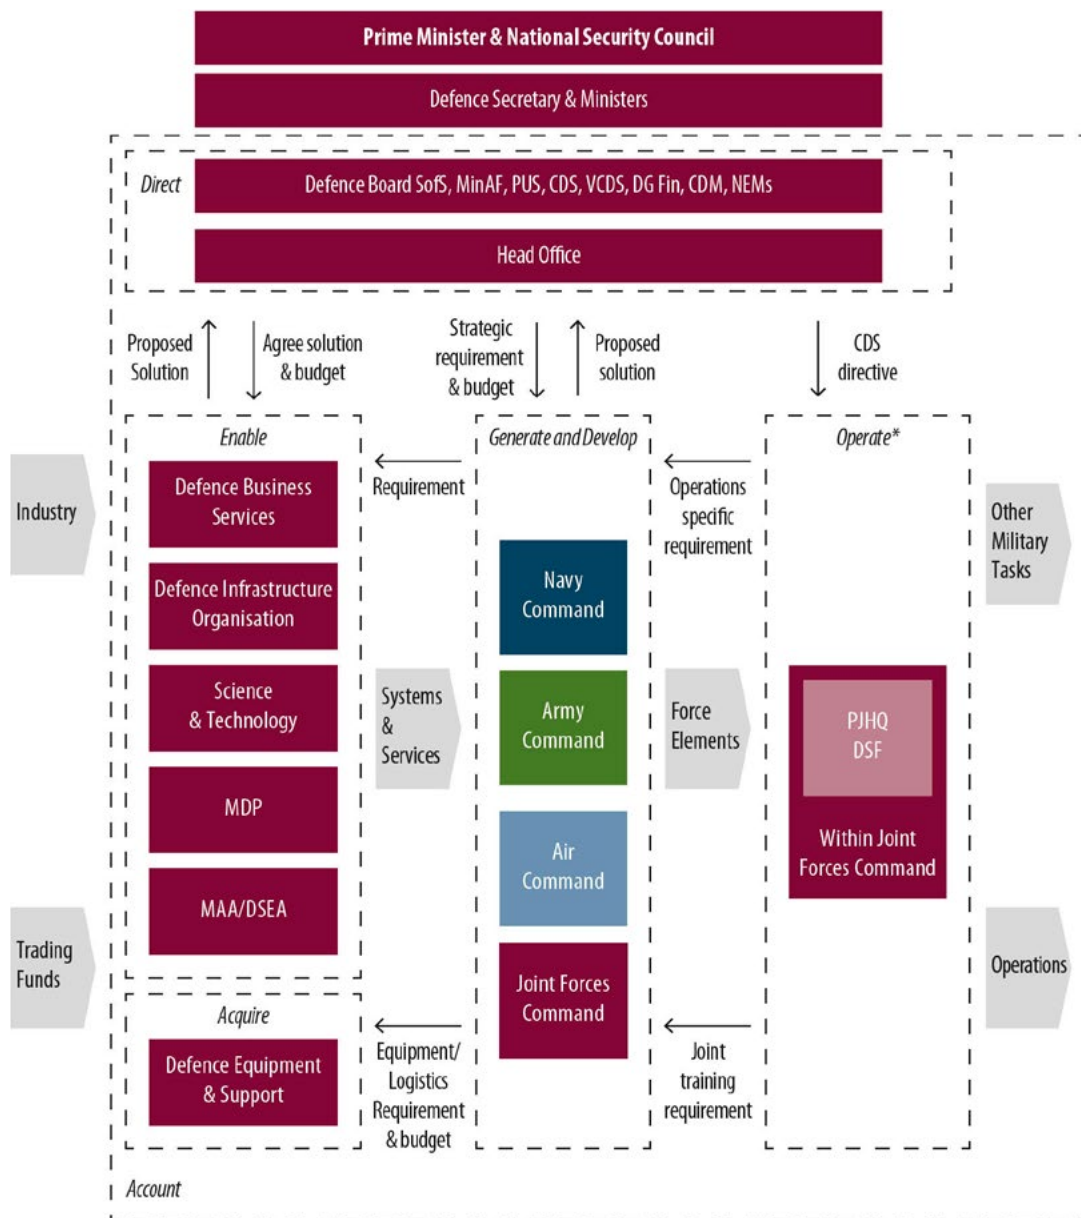 Prime Minister & National Security Council
Defence Secretary & Ministers
Direct
Defence Board SofS, MinAF, PUS, CDS, VCDS, DG Fin, CDM, NEMs
Head Office
Proposed
Solution
Agree solution
& budget
Strategic
requirement
& budget
Proposed
solution
CDS
directive
Enable
Generate and Develop
Operate*
Industry
Defence Business
Services
Requirement
Operations
specific
requirement
Other
Military
Tasks
Defence Infrastructure
Organisation
Navy
Command
Science
& Technology
Systems
&
Services
Army
Command
Force
Elements
PJHQ
DSF
Within Joint
Forces Command
MDP
Air
Command
MAA/DSEA
Trading
Funds
Joint Forces
Command
Operations
Acquire
Defence Equipment
& Support
Equipment/
Logistics
Requirement
& budget
Joint
training
requirement
Account